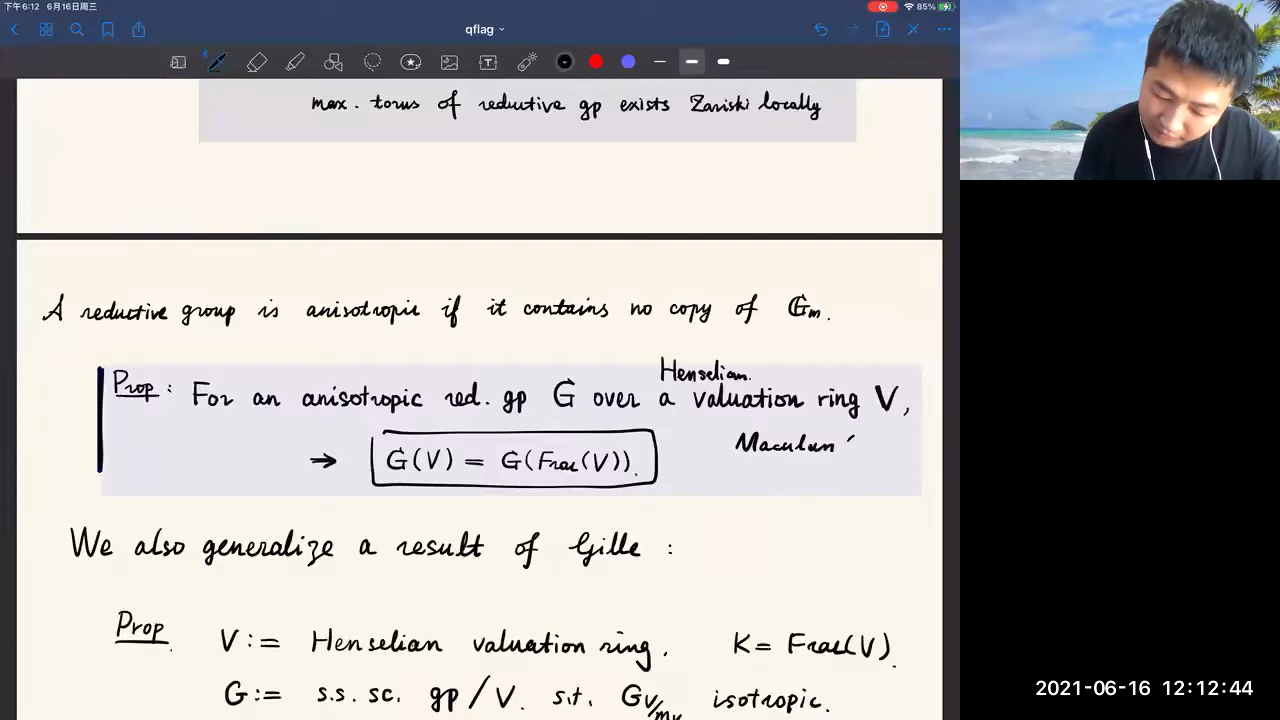 下午6:12 6月16日周三
85%
qflag
max. torus of reductive gp exists Zariski locally
A reductive group is anisotropic if it contains no copy of 𝔾m.
Henselian.
Prop: For an anisotropic red. gp G over a valuation ring V,
Maculan
→ G(V) = G(Frac(V)).
We also generalize a result of Gille :
Prop. V:= Henselian valuation ring. K = Frac(V).
G:= s.s. sc. gp/V. s.t. G_{V/m_V} isotropic.
2021-06-16 12:12:44